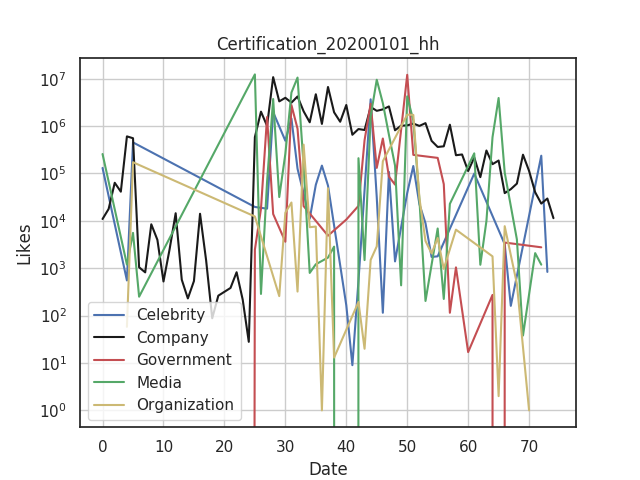 Certification_20200101_hh
Likes
10⁷
10⁶
10⁵
10⁴
10³
10²
10¹
10⁰
Celebrity
Company
Government
Media
Organization
0 10 20 30 40 50 60 70
Date